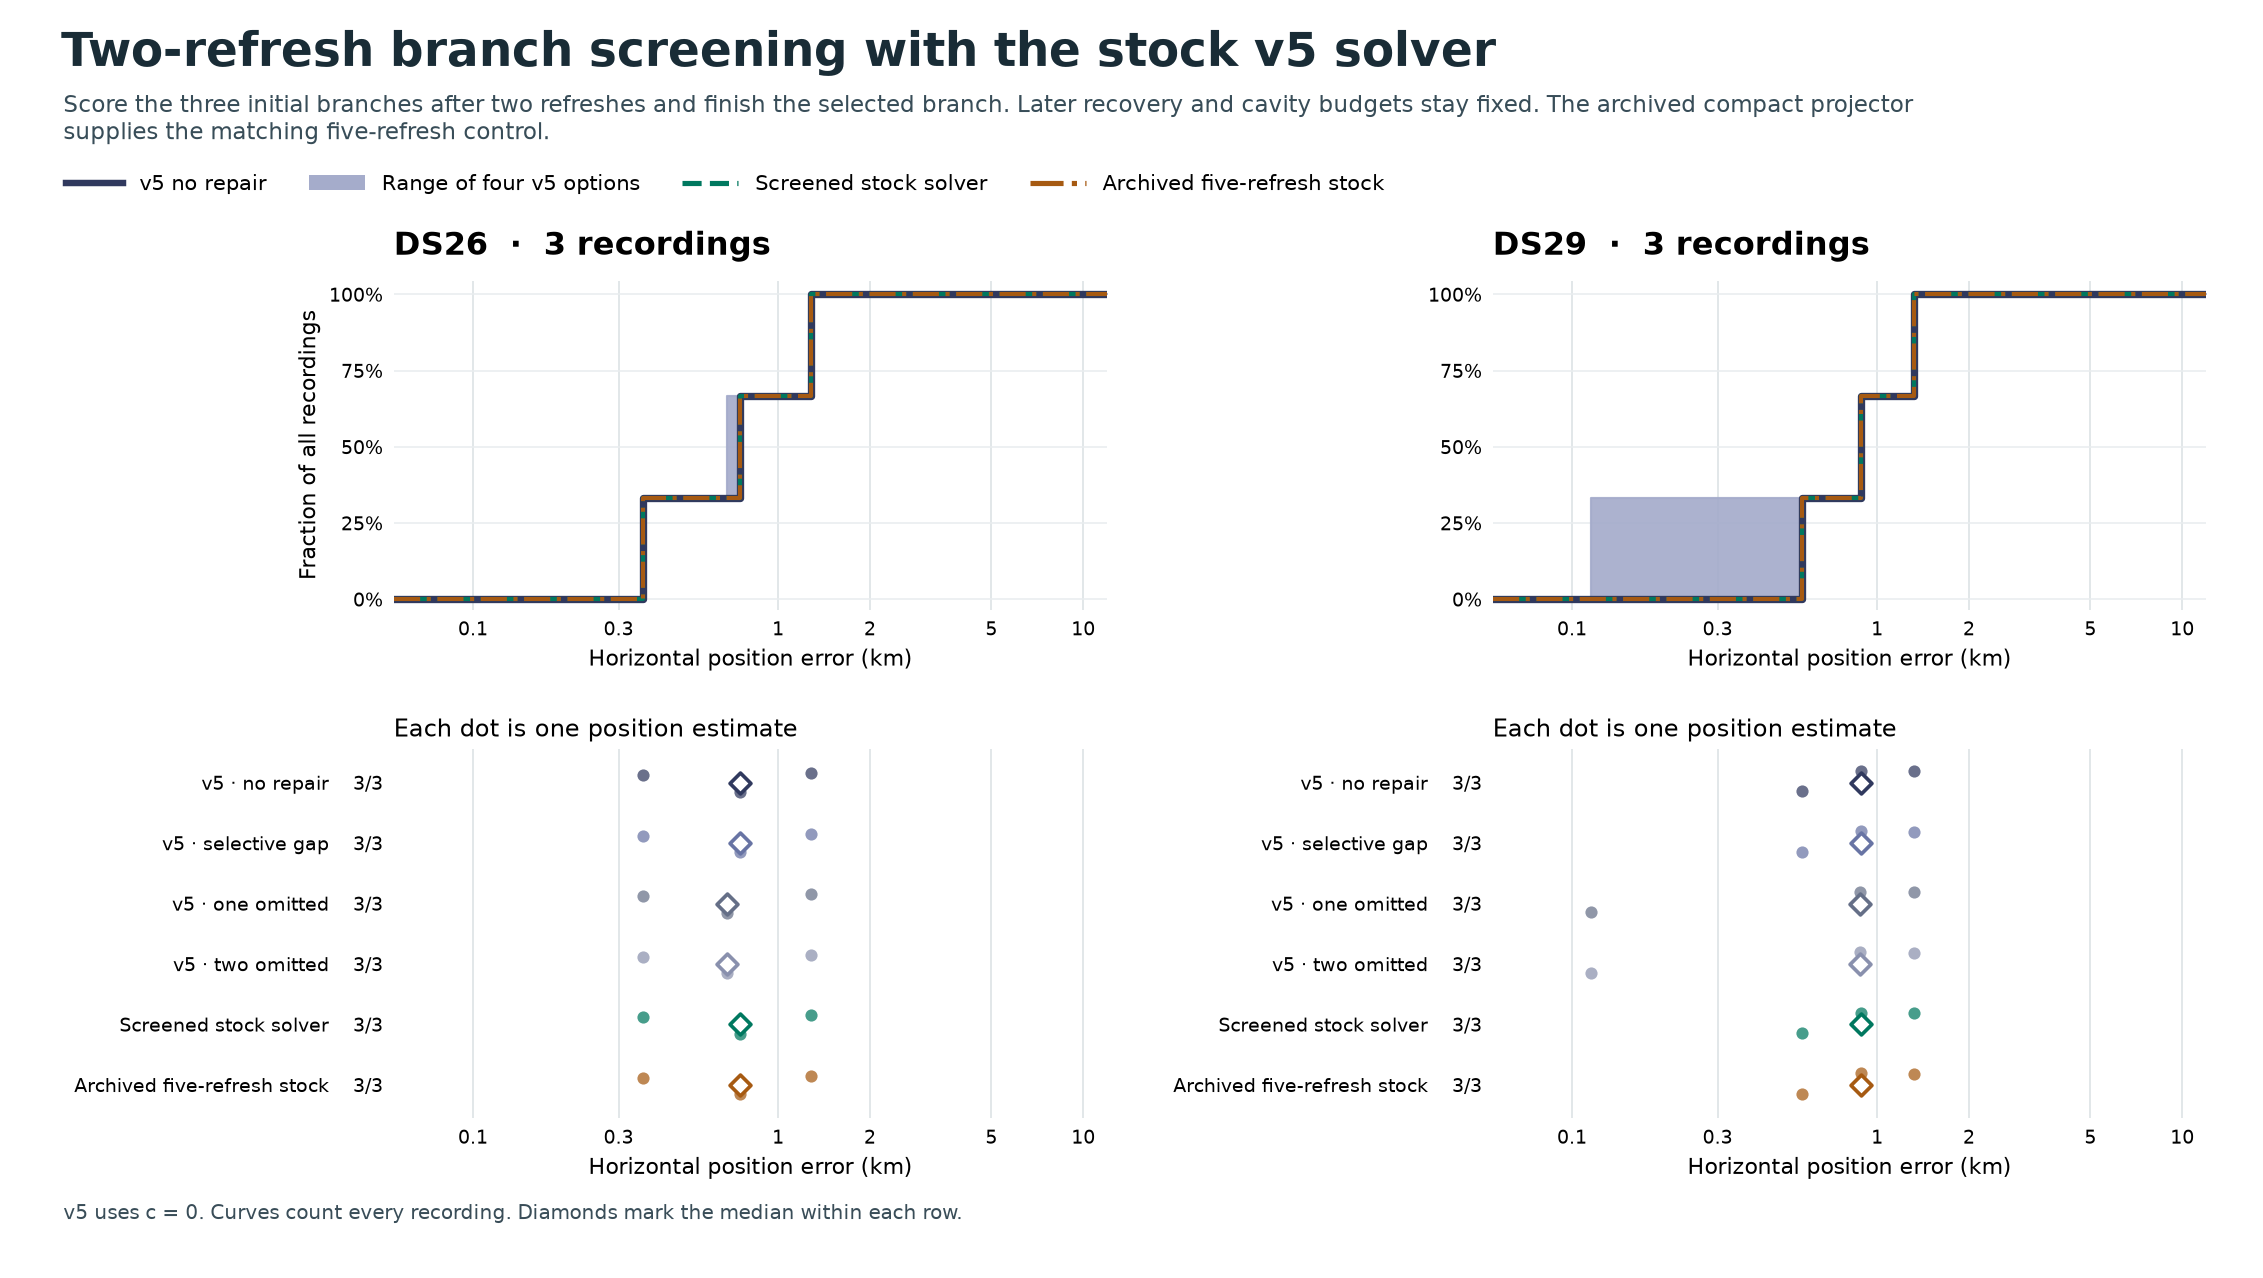 Two-refresh branch screening with the stock v5 solver
Score the three initial branches after two refreshes and finish the selected branch. Later recovery and cavity budgets stay fixed. The archived compact projector
supplies the matching five-refresh control.
v5 no repair
Range of four v5 options
Screened stock solver
Archived five-refresh stock
DS26 · 3 recordings
Fraction of all recordings
100%
75%
50%
25%
0%
0.1 0.3 1 2 5 10
Horizontal position error (km)
DS29 · 3 recordings
100%
75%
50%
25%
0%
0.1 0.3 1 2 5 10
Horizontal position error (km)
Each dot is one position estimate
v5 · no repair 3/3
v5 · selective gap 3/3
v5 · one omitted 3/3
v5 · two omitted 3/3
Screened stock solver 3/3
Archived five-refresh stock 3/3
0.1 0.3 1 2 5 10
Horizontal position error (km)
Each dot is one position estimate
v5 · no repair 3/3
v5 · selective gap 3/3
v5 · one omitted 3/3
v5 · two omitted 3/3
Screened stock solver 3/3
Archived five-refresh stock 3/3
0.1 0.3 1 2 5 10
Horizontal position error (km)
v5 uses c = 0. Curves count every recording. Diamonds mark the median within each row.